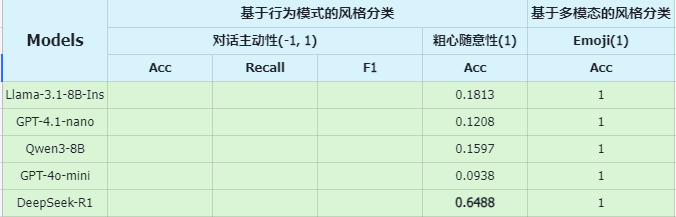 Models 基于行为模式的风格分类 基于多模态的风格分类
对话主动性(-1, 1) 粗心随意性(1) Emoji(1)
Acc Recall F1 Acc Acc
Llama-3.1-8B-Ins 0.1813 1
GPT-4.1-nano 0.1208 1
Qwen3-8B 0.1597 1
GPT-4o-mini 0.0938 1
DeepSeek-R1 0.6488 1